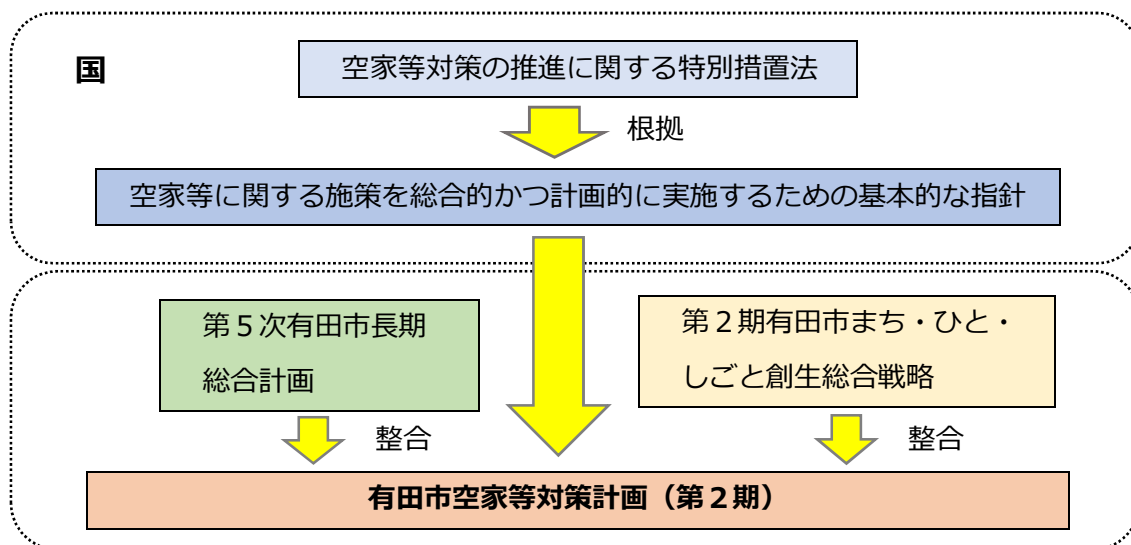 国
空家等対策の推進に関する特別措置法
根拠
空家等に関する施策を総合的かつ計画的に実施するための基本的な指針
第５次有田市長期
総合計画
第２期有田市まち・ひと・
しごと創生総合戦略
整合
整合
有田市空家等対策計画（第２期）